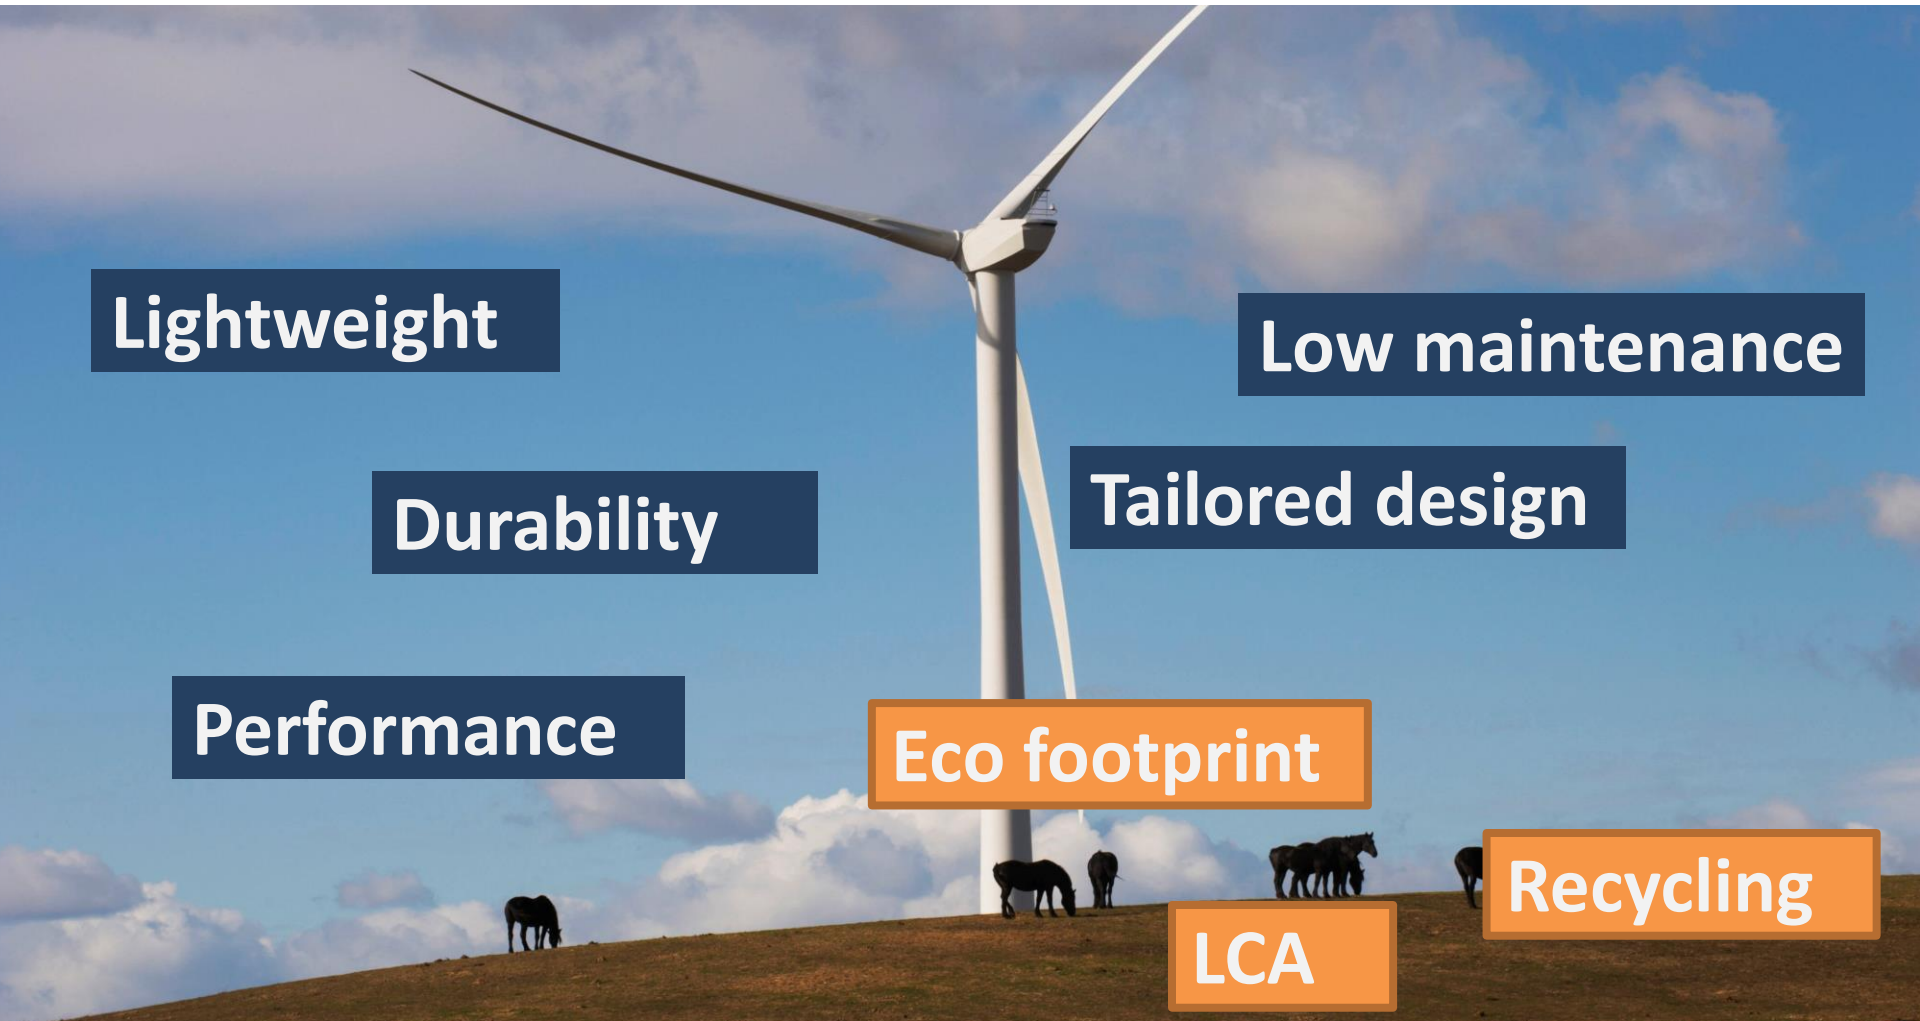 Lightweight
Low maintenance
Durability
Tailored design
Performance
Eco footprint
Recycling
LCA